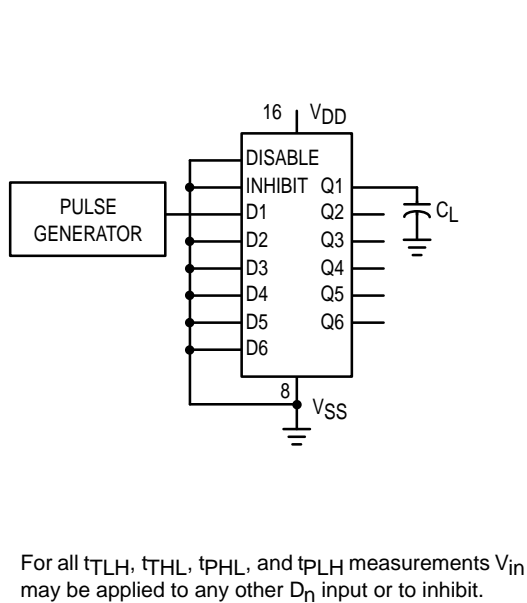 16 VDD
DISABLE
INHIBIT Q1
PULSE GENERATOR
D1 Q2
CL
D2 Q3
D3 Q4
D4 Q5
D5 Q6
D6
8
VSS
For all tTLH, tTHL, tPHL, and tPLH measurements Vin
may be applied to any other Dn input or to inhibit.